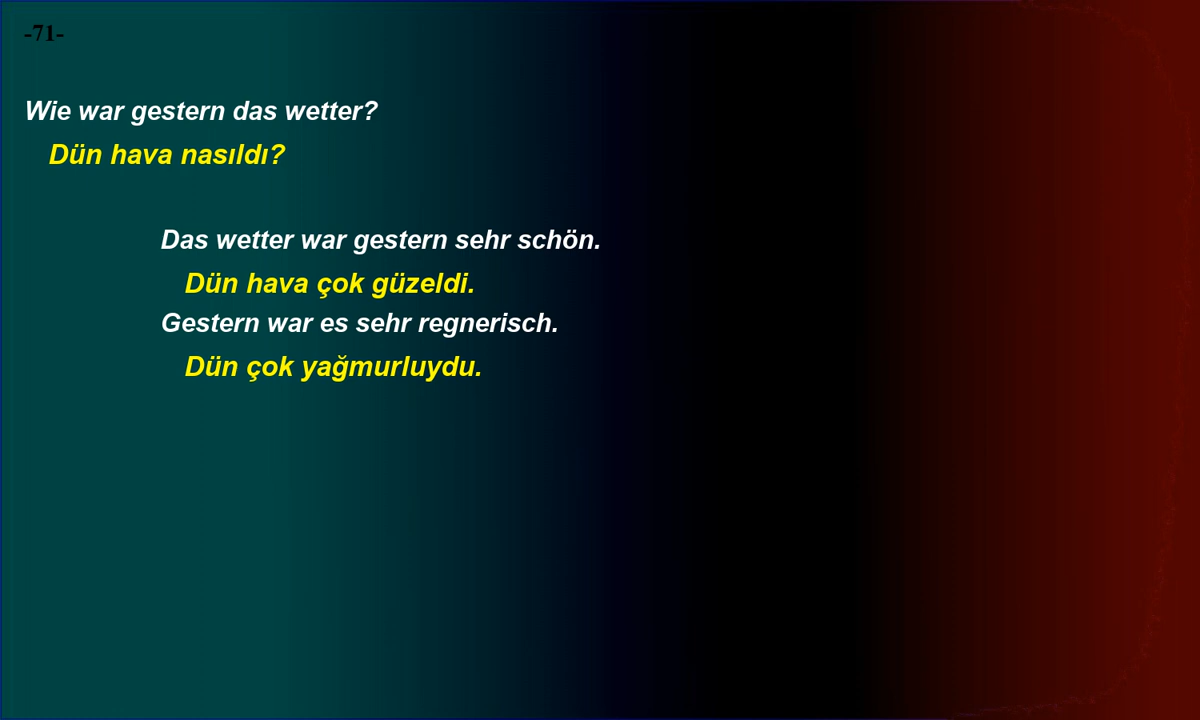 -71-
Wie war gestern das wetter?
Dün hava nasıldı?
Das wetter war gestern sehr schön.
Dün hava çok güzeldi.
Gestern war es sehr regnerisch.
Dün çok yağmurluydu.